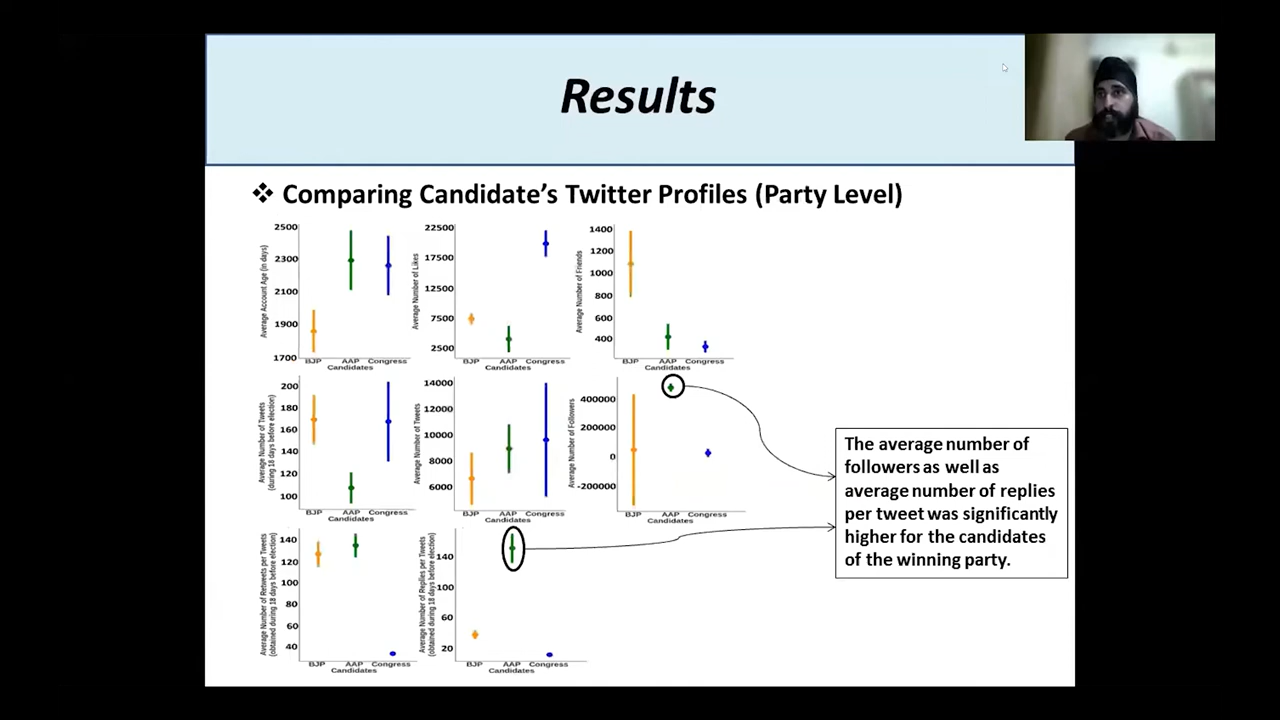 Results
❖ Comparing Candidate's Twitter Profiles (Party Level)
Average Account Age (in days)
2500
2300
2100
1900
1700
BJP AAP Congress
Candidates
Average Number of Likes
22500
17500
12500
7500
2500
BJP AAP Congress
Candidates
Average Number of Friends
1400
1200
1000
800
600
400
BJP AAP Congress
Candidates
Average Number of Tweets
(during 18 days before election)
200
180
160
140
120
100
BJP AAP Congress
Candidates
Average Number of Tweets
14000
12000
10000
8000
6000
BJP AAP Congress
Candidates
Average Number of Followers
400000
200000
0
-200000
BJP AAP Congress
Candidates
The average number of
followers as well as
average number of replies
per tweet was significantly
higher for the candidates
of the winning party.
Average Number of Retweets per Tweets
(obtained during 18 days before election)
140
120
100
80
60
40
BJP AAP Congress
Candidates
Average Number of Replies per Tweets
(obtained during 18 days before election)
140
100
60
20
BJP AAP Congress
Candidates